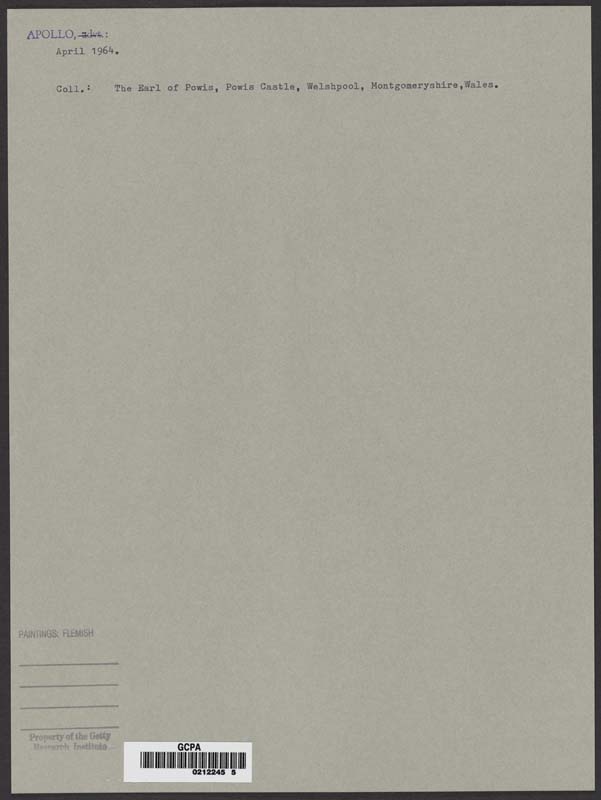 APOLLO, advt.:
April 1964.
Coll.: The Earl of Powis, Powis Castle, Welshpool, Montgomeryshire,Wales.
PAINTINGS: FLEMISH
Property of the Getty
Research Institute
GCPA
0212245 S